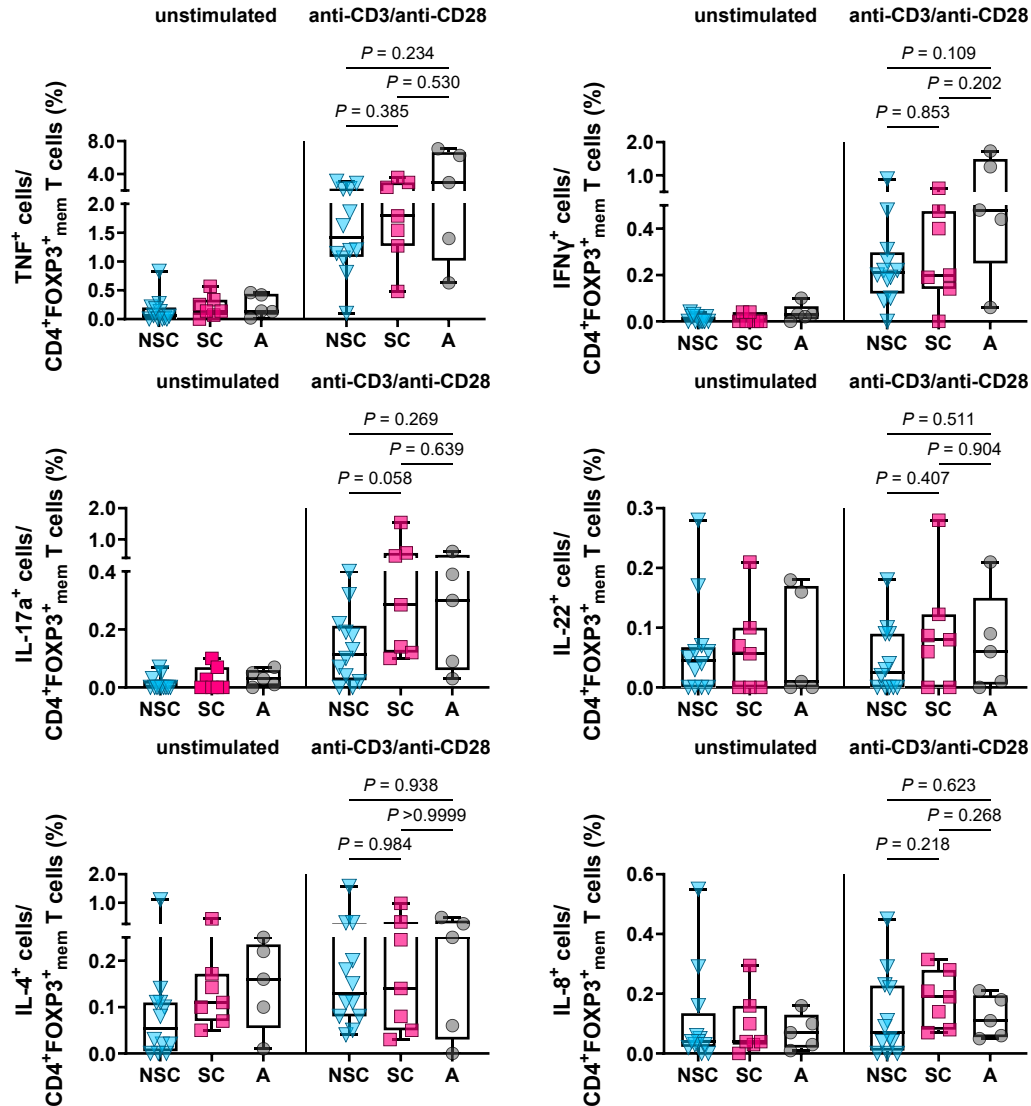 unstimulated anti-CD3/anti-CD28
P = 0.234
P = 0.530
P = 0.385
TNF+ cells/
CD4+FOXP3+mem T cells (%)
8.0
4.0
2.0
1.5
1.0
0.5
0.0
NSC SC A NSC SC A
unstimulated anti-CD3/anti-CD28
P = 0.109
P = 0.202
P = 0.853
IFNγ+ cells/
CD4+FOXP3+mem T cells (%)
2.0
1.0
0.4
0.2
0.0
NSC SC A NSC SC A
unstimulated anti-CD3/anti-CD28
P = 0.269
P = 0.639
P = 0.058
IL-17a+ cells/
CD4+FOXP3+mem T cells (%)
2.0
1.0
0.4
0.2
0.0
NSC SC A NSC SC A
unstimulated anti-CD3/anti-CD28
P = 0.511
P = 0.904
P = 0.407
IL-22+ cells/
CD4+FOXP3+mem T cells (%)
0.3
0.2
0.1
0.0
NSC SC A NSC SC A
unstimulated anti-CD3/anti-CD28
P = 0.938
P >0.9999
P = 0.984
IL-4+ cells/
CD4+FOXP3+mem T cells (%)
2.0
1.0
0.2
0.1
0.0
NSC SC A NSC SC A
unstimulated anti-CD3/anti-CD28
P = 0.623
P = 0.268
P = 0.218
IL-8+ cells/
CD4+FOXP3+mem T cells (%)
0.6
0.4
0.2
0.0
NSC SC A NSC SC A